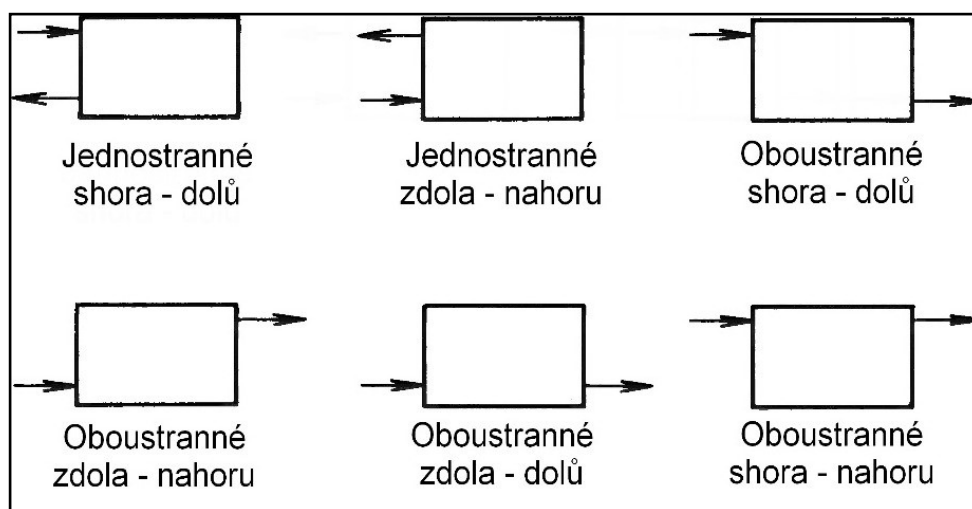 Jednostranné
shora - dolů
Jednostranné
zdola - nahoru
Oboustranné
shora - dolů
Oboustranné
zdola - nahoru
Oboustranné
zdola - dolů
Oboustranné
shora - nahoru